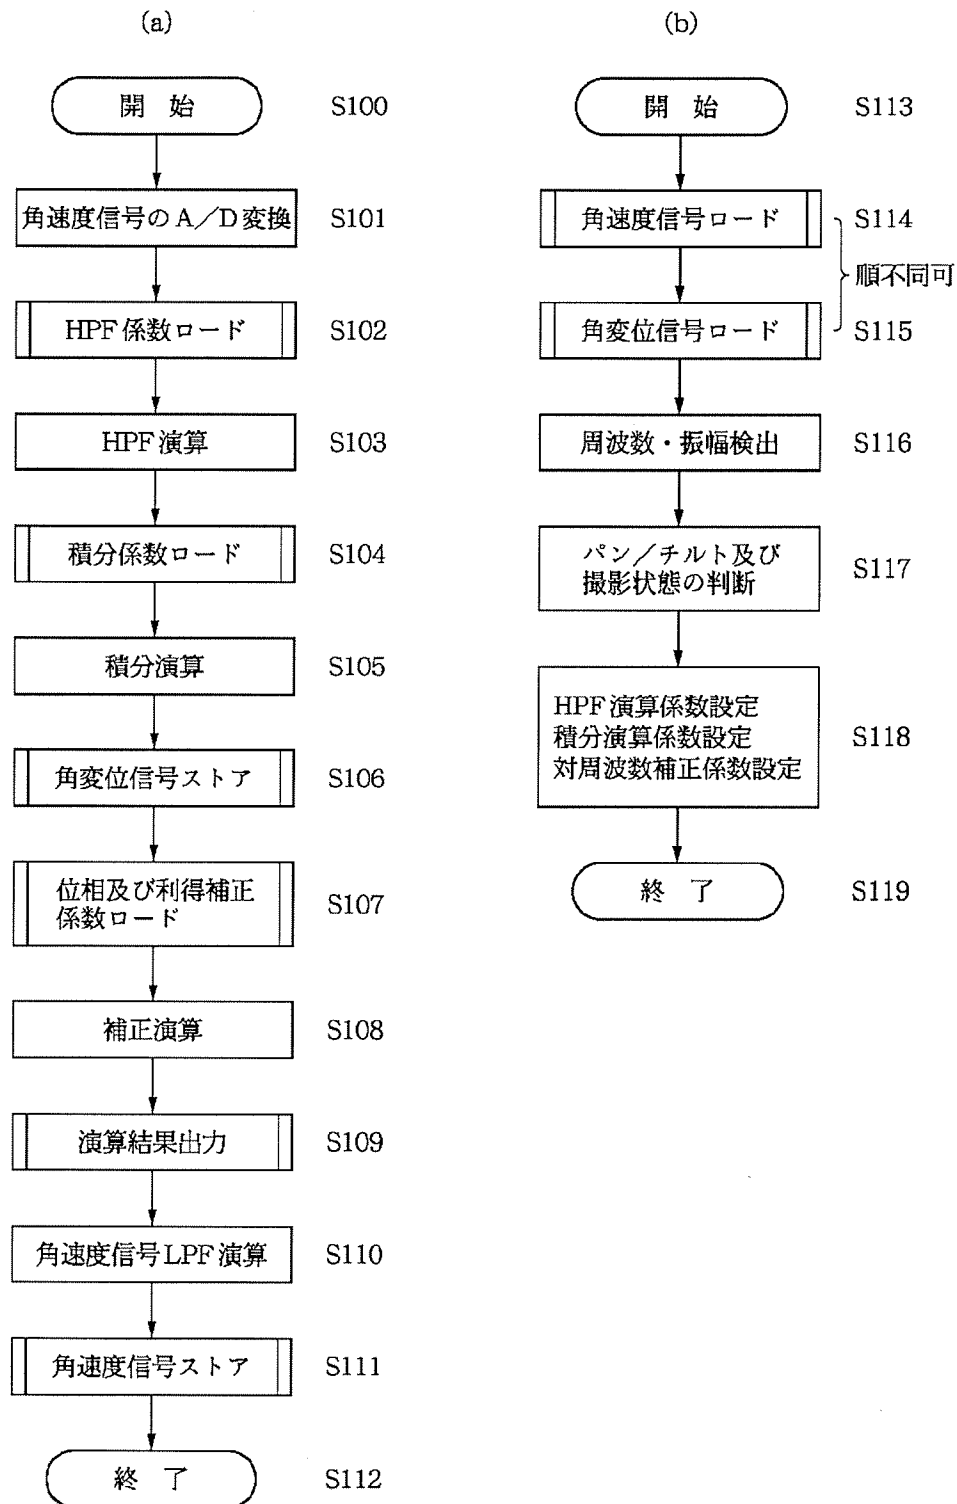 (a)
開 始 S100
角速度信号のA/D変換 S101
HPF係数ロード S102
HPF演算 S103
積分係数ロード S104
積分演算 S105
角変位信号ストア S106
位相及び利得補正
係数ロード S107
補正演算 S108
演算結果出力 S109
角速度信号LPF演算 S110
角速度信号ストア S111
終 了 S112
(b)
開 始 S113
角速度信号ロード S114
順不同可
角変位信号ロード S115
周波数・振幅検出 S116
パン/チルト及び
撮影状態の判断 S117
HPF演算係数設定
積分演算係数設定 S118
対周波数補正係数設定
終 了 S119